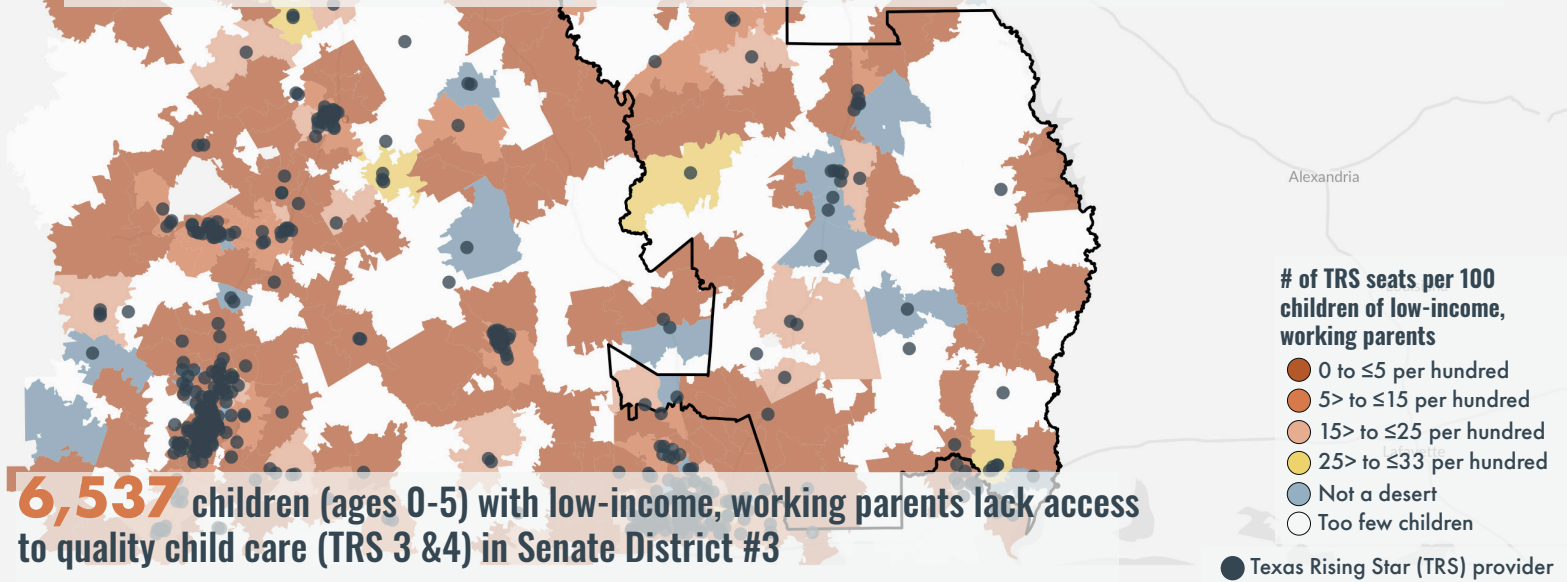 Alexandria
# of TRS seats per 100
children of low-income,
working parents
0 to ≤5 per hundred
5> to ≤15 per hundred
15> to ≤25 per hundred
Lafayette
25> to ≤33 per hundred
Not a desert
Too few children
Texas Rising Star (TRS) provider
6,537 children (ages 0-5) with low-income, working parents lack access
to quality child care (TRS 3 &4) in Senate District #3